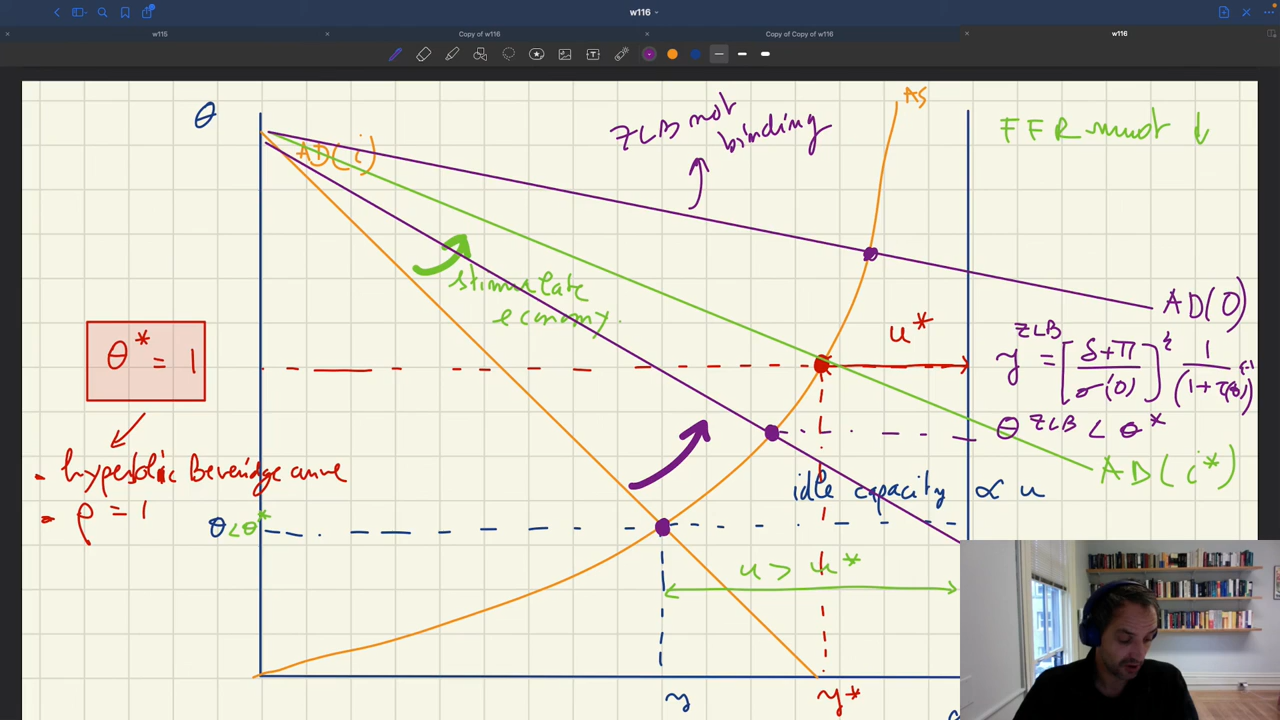 w116
w115
Copy of w116
Copy of Copy of w116
w116
θ
AD(i)
ZLB not
binding
AS
FFR must ↓
stimulate
economy.
θ* = 1
u*
AD(0)
θ ZLB < θ*
AD(i*)
. hyperbolic Beveridge curve
- ρ = 1
idle capacity ∝ u
θ<θ*
u > u*
y
y*